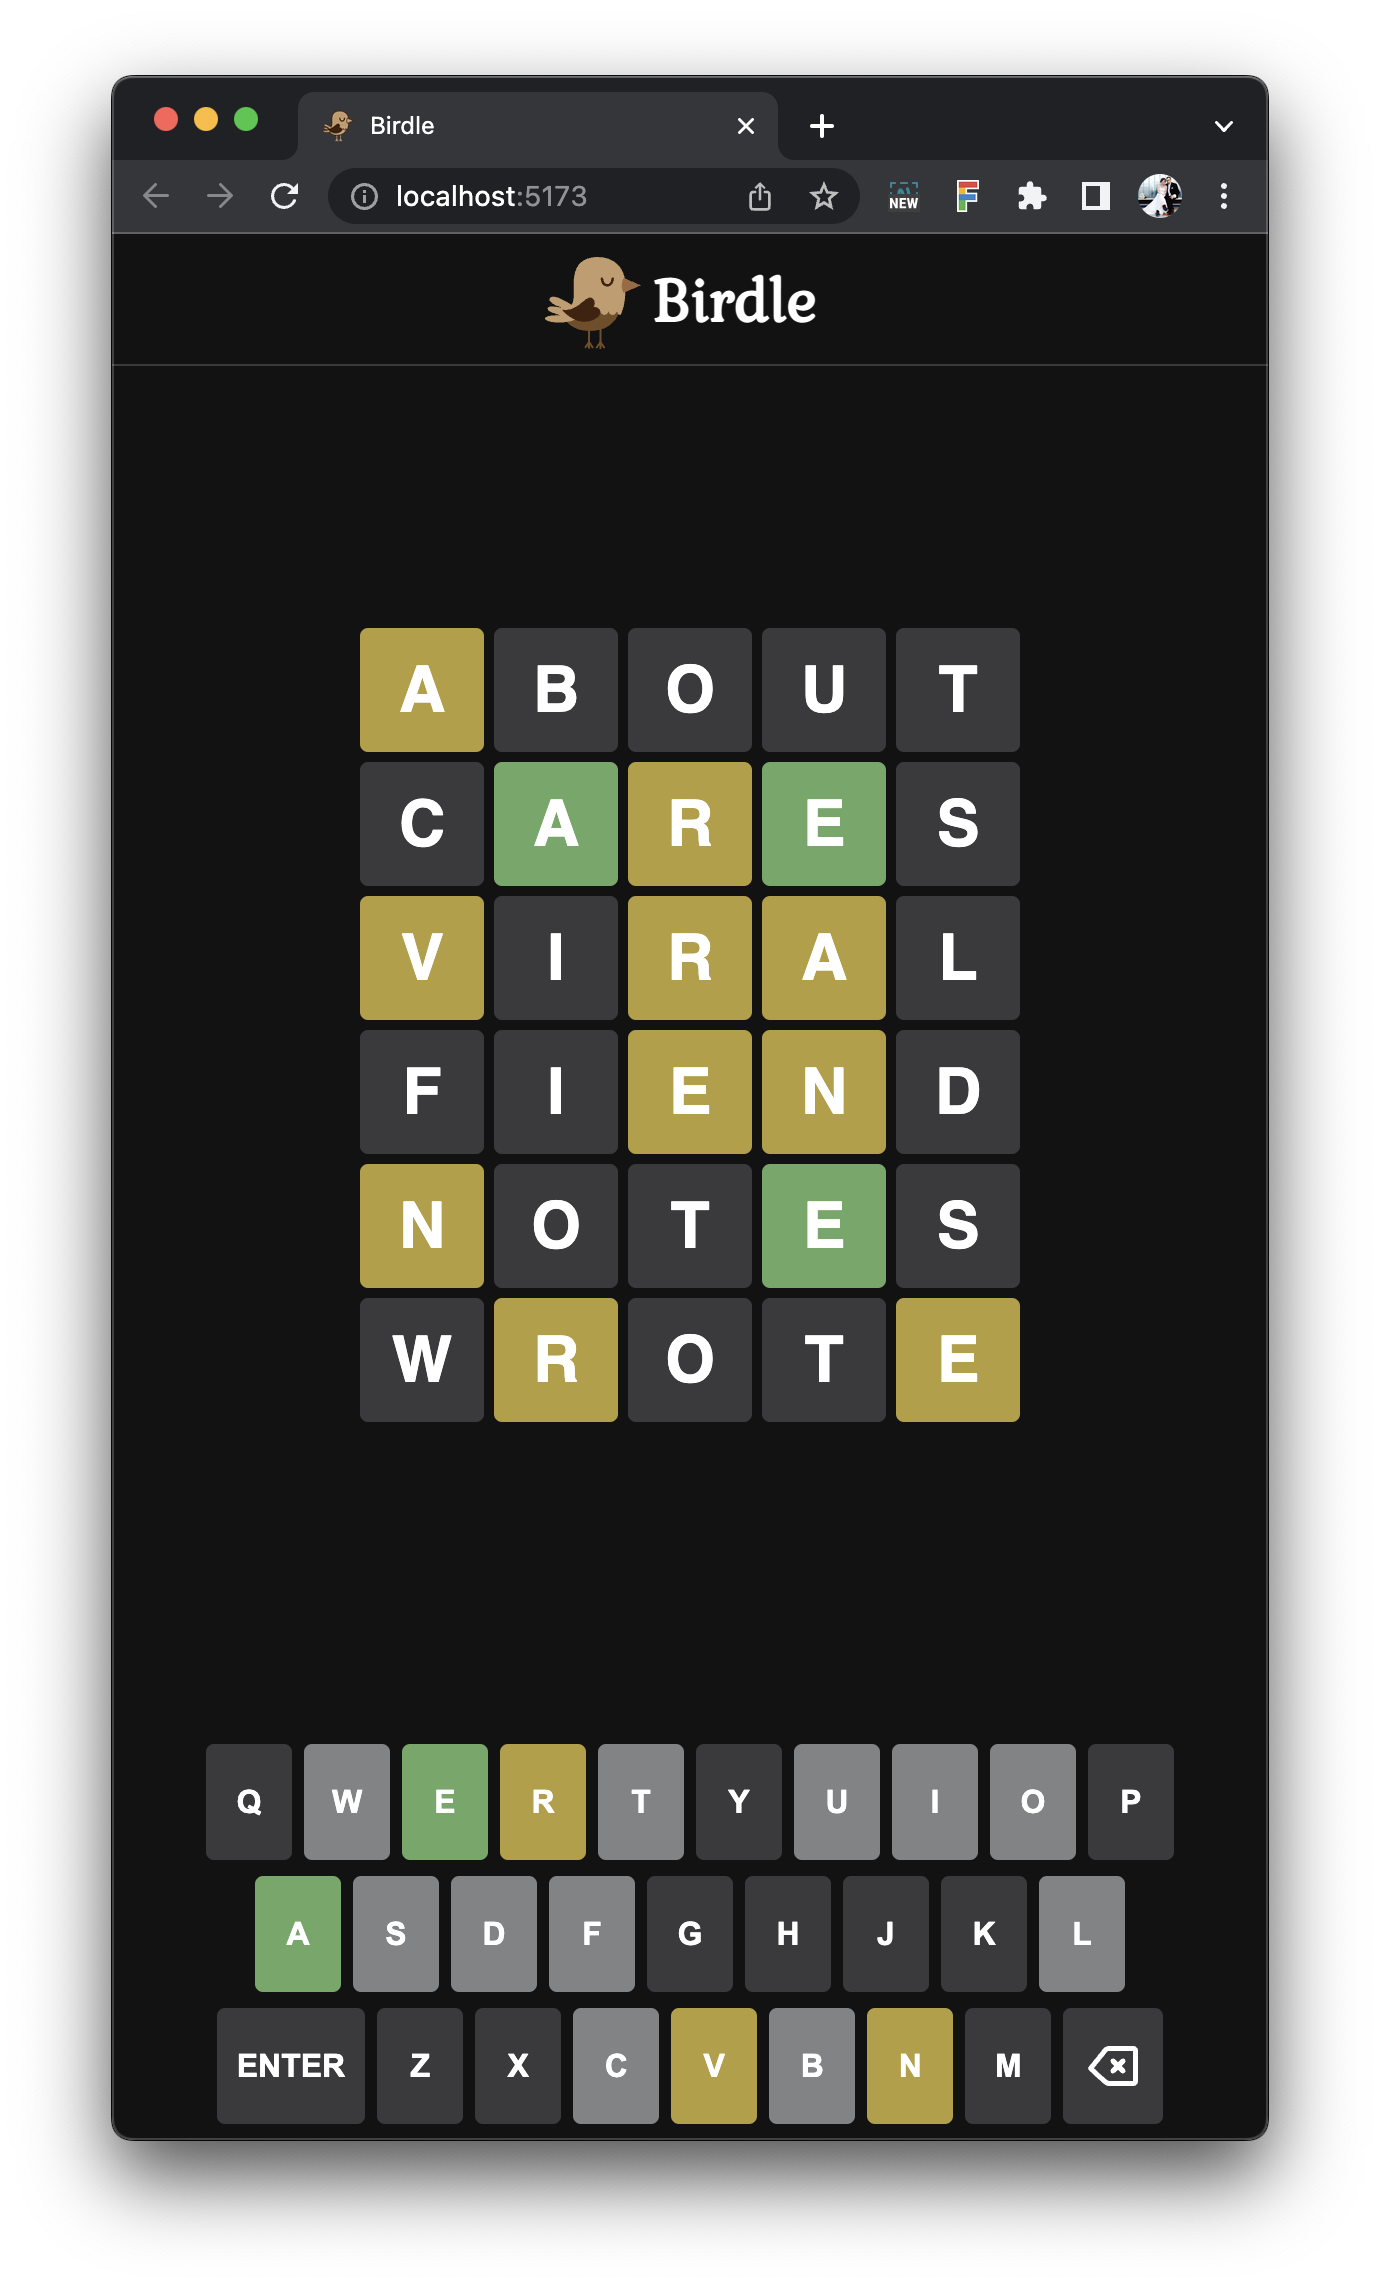 Birdle
localhost:5173
NEW
Birdle
A B O U T
C A R E S
V I R A L
F I E N D
N O T E S
W R O T E
Q W E R T Y U I O P
A S D F G H J K L
ENTER Z X C V B N M